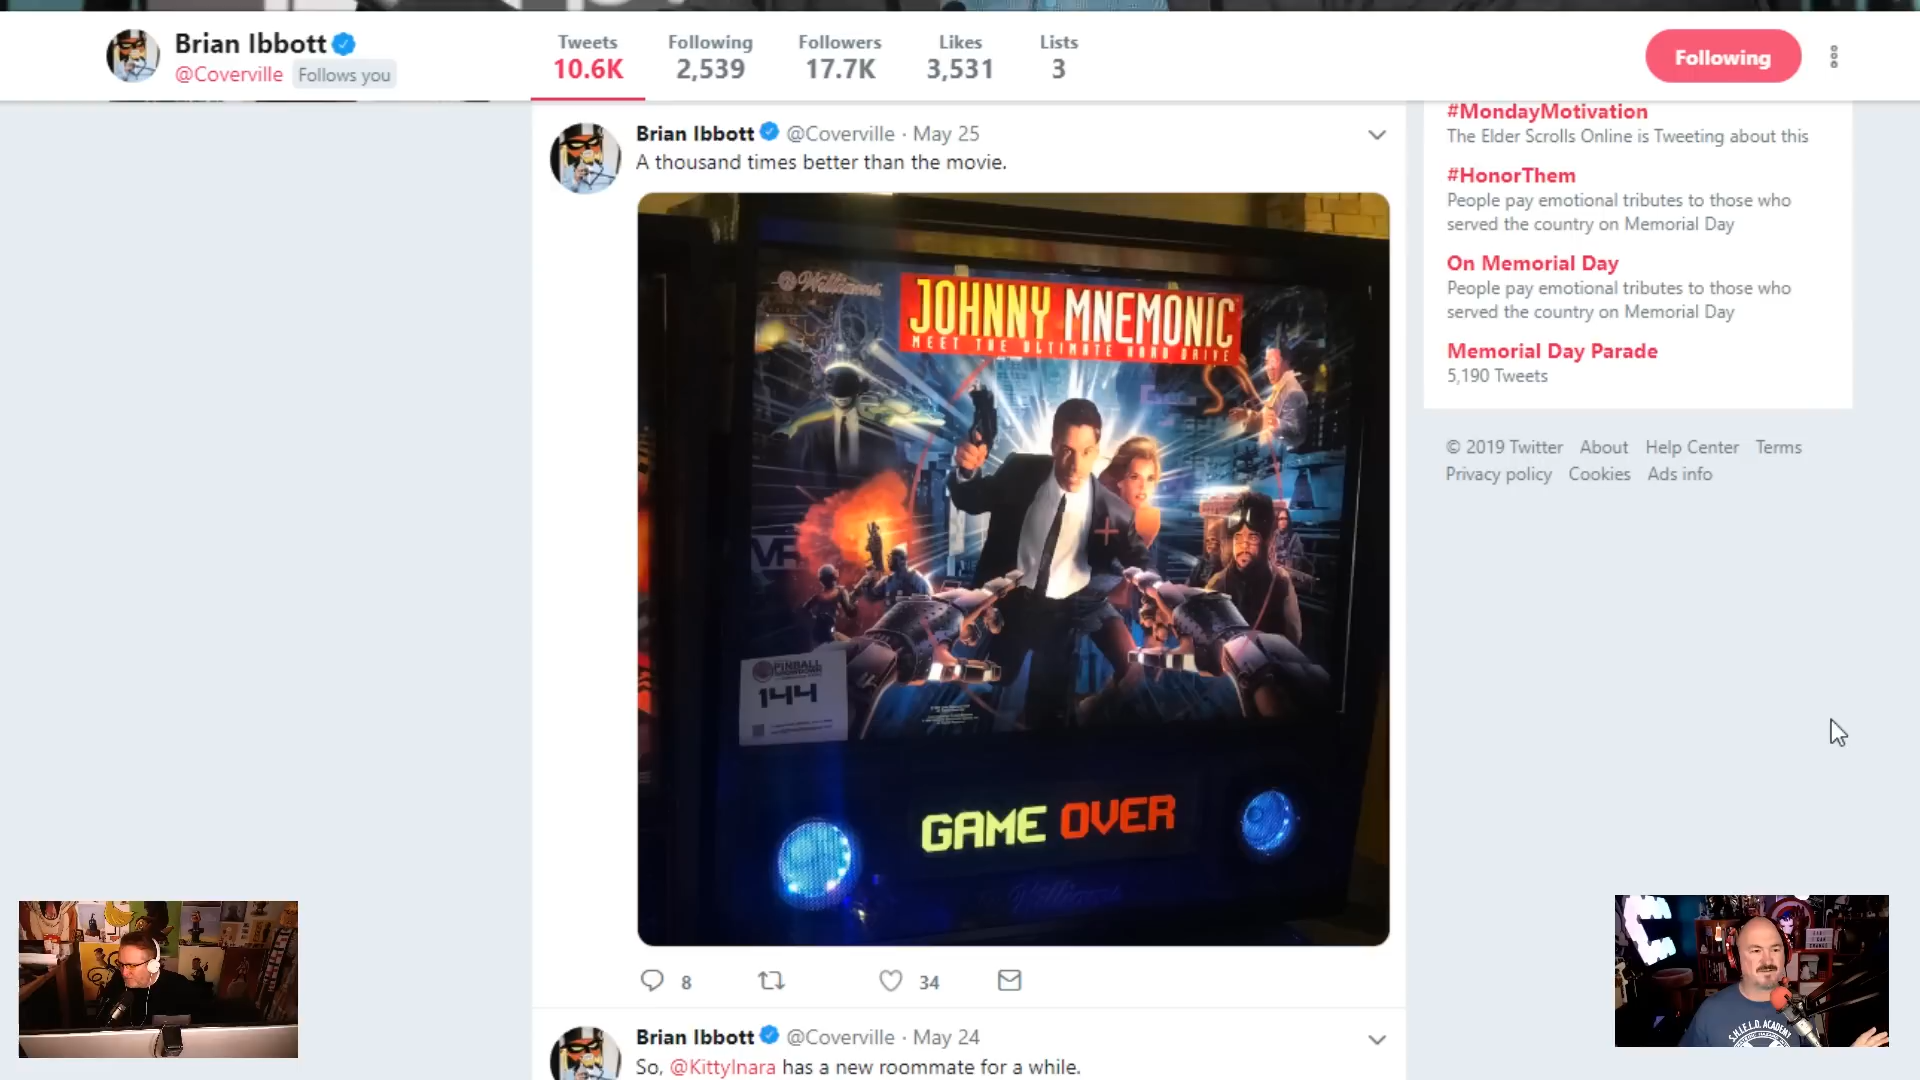 Brian Ibbott
@Coverville Follows you
Tweets
10.6K
Following
2,539
Followers
17.7K
Likes
3,531
Lists
3
Following
Brian Ibbott @Coverville · May 25
A thousand times better than the movie.
Williams
JOHNNY MNEMONIC
MEET THE ULTIMATE HARD DRIVE
PINBALL
SHOWDOWN
144
GAME OVER
Williams
8
34
Brian Ibbott @Coverville · May 24
So, @KittyInara has a new roommate for a while.
#MondayMotivation
The Elder Scrolls Online is Tweeting about this
#HonorThem
People pay emotional tributes to those who
served the country on Memorial Day
On Memorial Day
People pay emotional tributes to those who
served the country on Memorial Day
Memorial Day Parade
5,190 Tweets
© 2019 Twitter About Help Center Terms
Privacy policy Cookies Ads info
S.H.I.E.L.D. ACADEMY